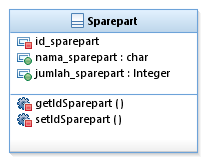 Sparepart
id_sparepart
nama_sparepart : char
jumlah_sparepart : Integer
getIdSparepart ( )
setIdSparepart ( )